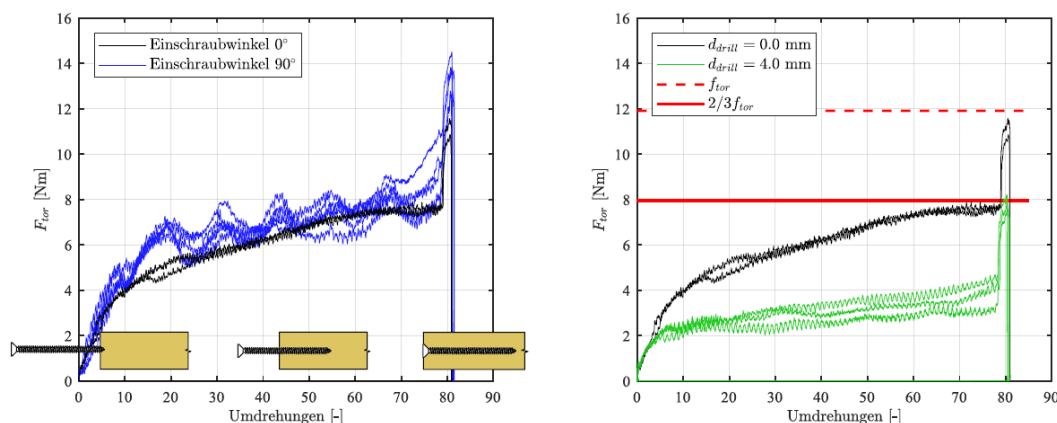 16
14
12
10
8
6
4
2
0
F_tor [Nm]
Einschraubwinkel 0°
Einschraubwinkel 90°
0 10 20 30 40 50 60 70 80 90
Umdrehungen [-]
16
14
12
10
8
6
4
2
0
F_tor [Nm]
d_drill = 0.0 mm
d_drill = 4.0 mm
f_tor
2/3f_tor
0 10 20 30 40 50 60 70 80 90
Umdrehungen [-]